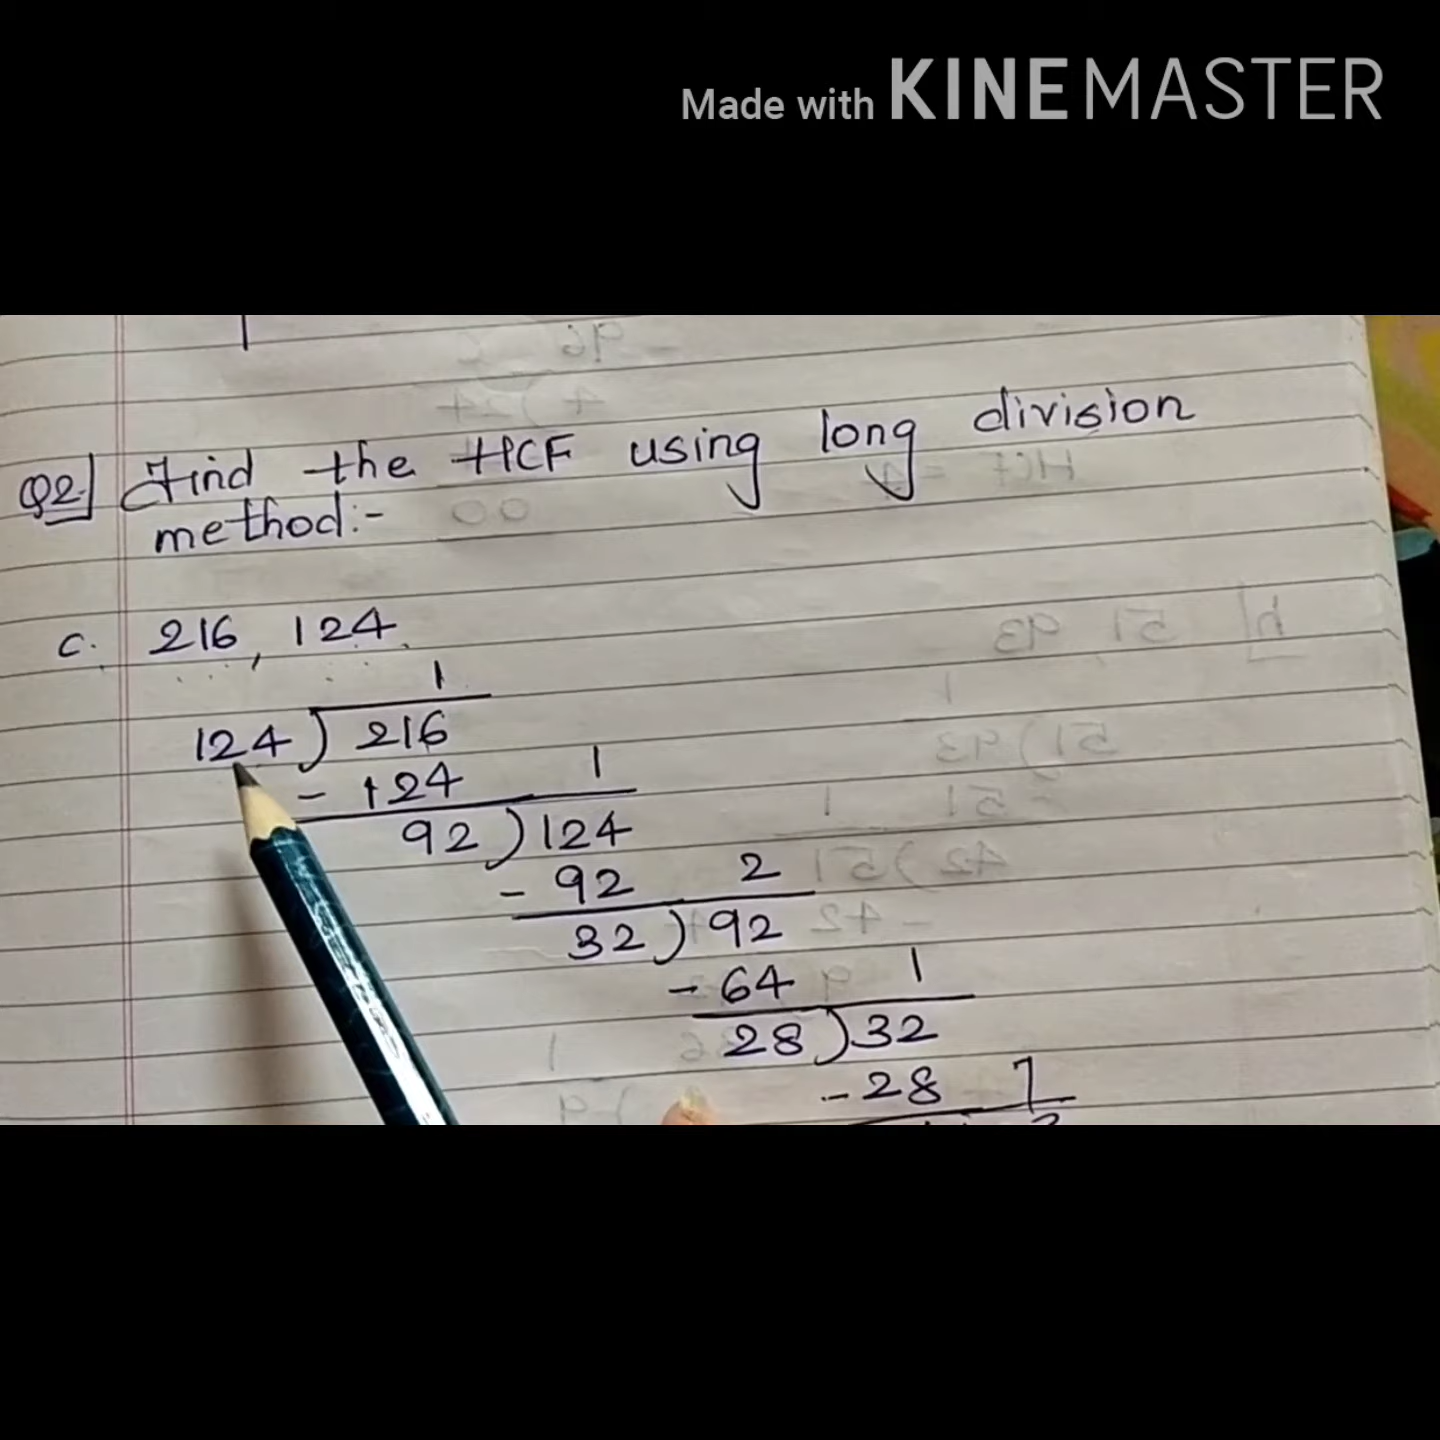 Made with KINEMASTER
Q2] Find the HCF using long division
method:-
c. 216, 124
1
124 ) 216
- 124 1
92 ) 124
- 92 2
32 ) 92
- 64 1
28 ) 32
- 28 7